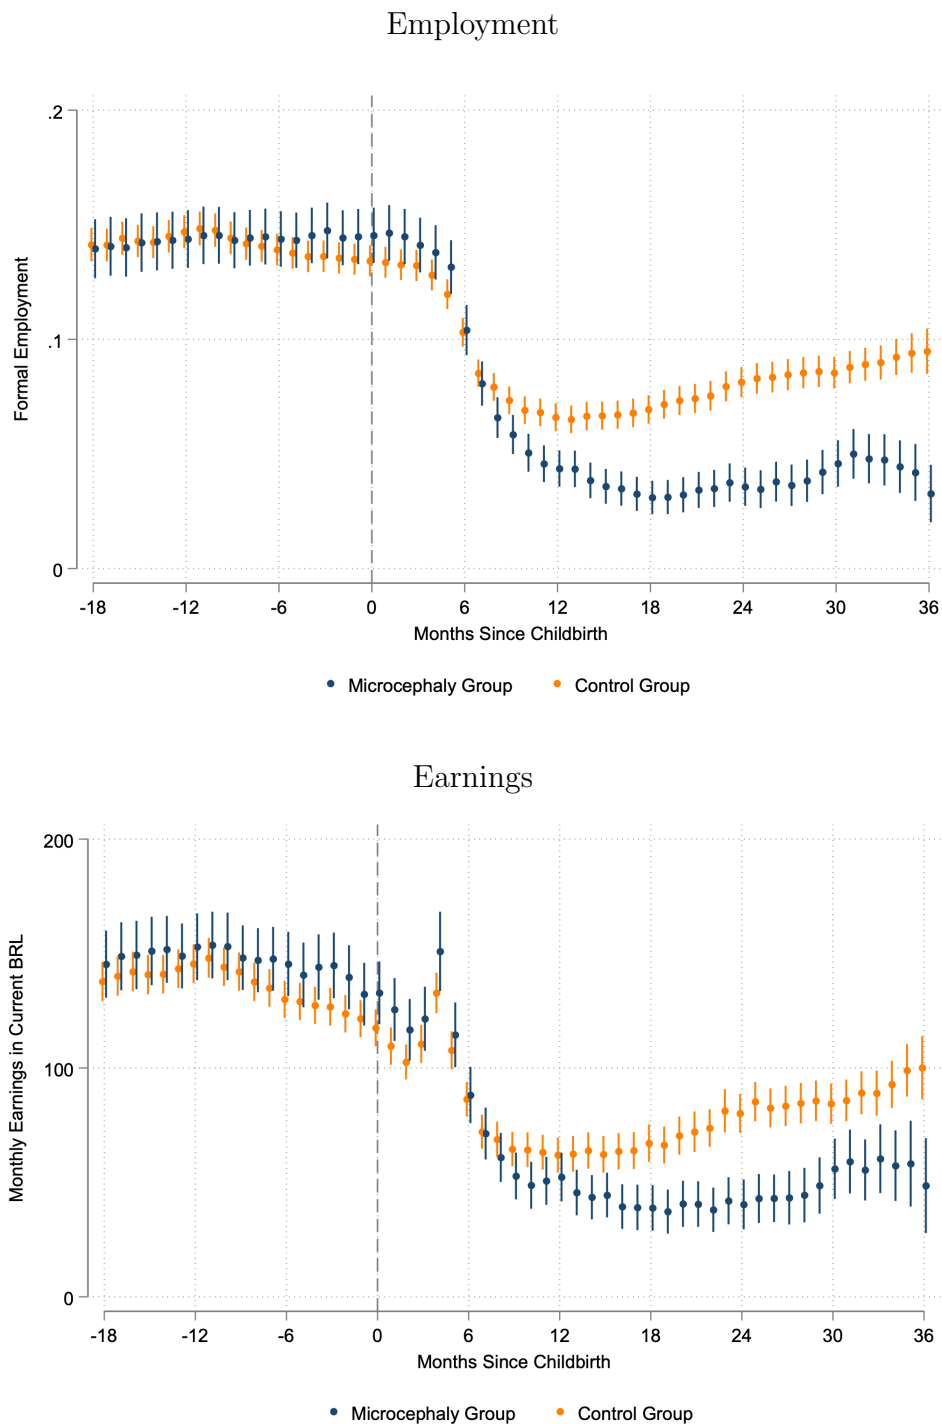 Employment
.2
.1
0
Formal Employment
-18 -12 -6 0 6 12 18 24 30 36
Months Since Childbirth
Microcephaly Group Control Group
Earnings
200
100
0
Monthly Earnings in Current BRL
-18 -12 -6 0 6 12 18 24 30 36
Months Since Childbirth
Microcephaly Group Control Group